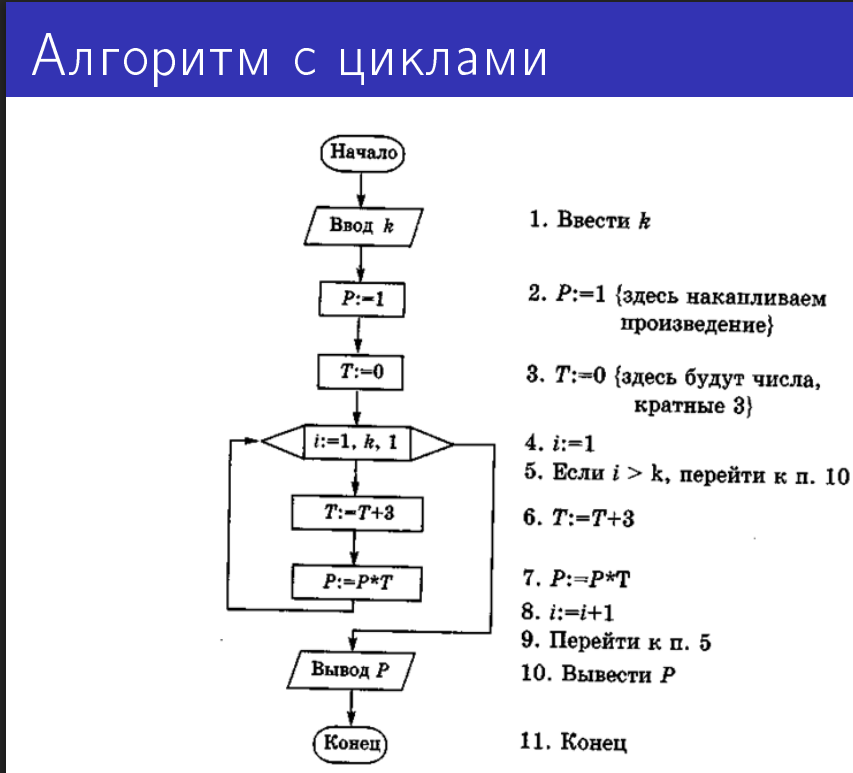 Алгоритм с циклами
Начало
Ввод k
1. Ввести k
P:=1
2. P:=1 {здесь накапливаем
произведение}
T:=0
3. T:=0 {здесь будут числа,
кратные 3}
i:=1, k, 1
4. i:=1
5. Если i > k, перейти к п. 10
T:=T+3
6. T:=T+3
P:=P*T
7. P:=P*T
8. i:=i+1
9. Перейти к п. 5
Вывод P
10. Вывести P
Конец
11. Конец